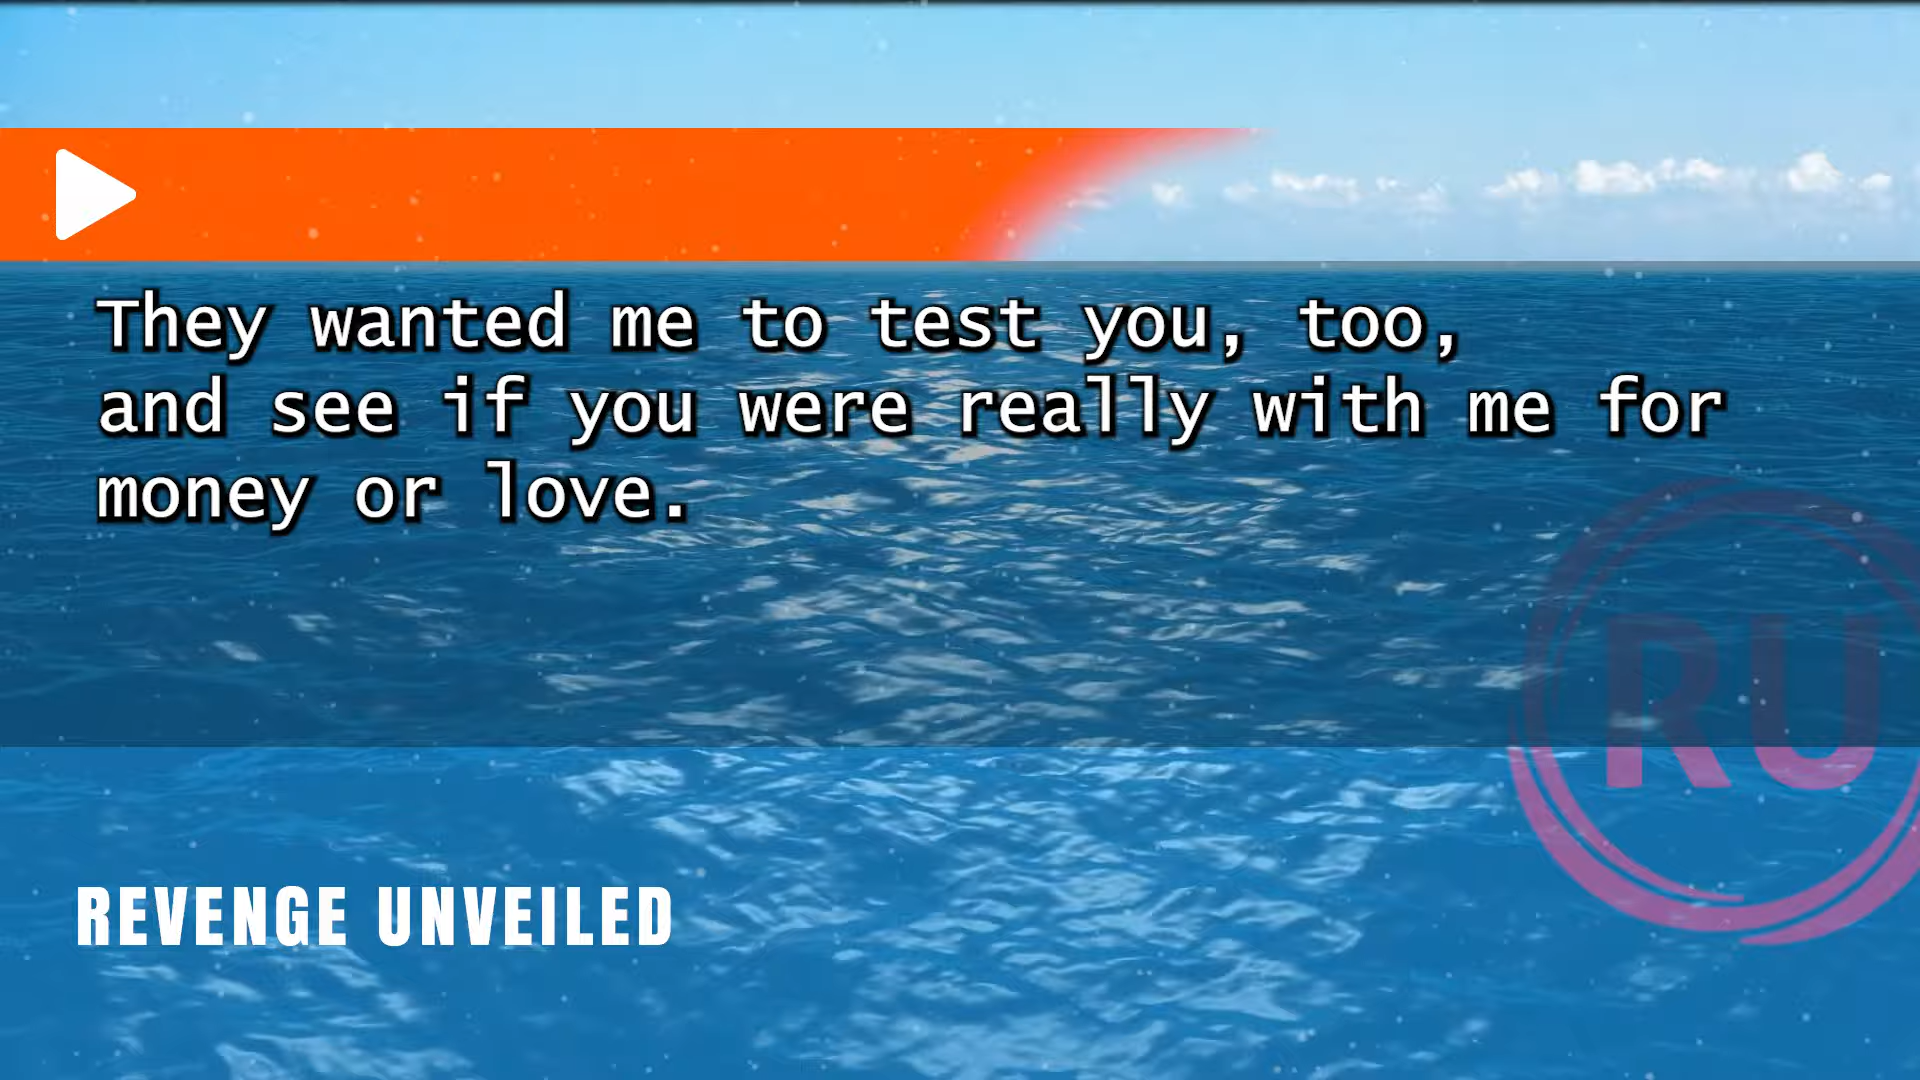 They wanted me to test you, too,
and see if you were really with me for
money or love.
RU
REVENGE UNVEILED